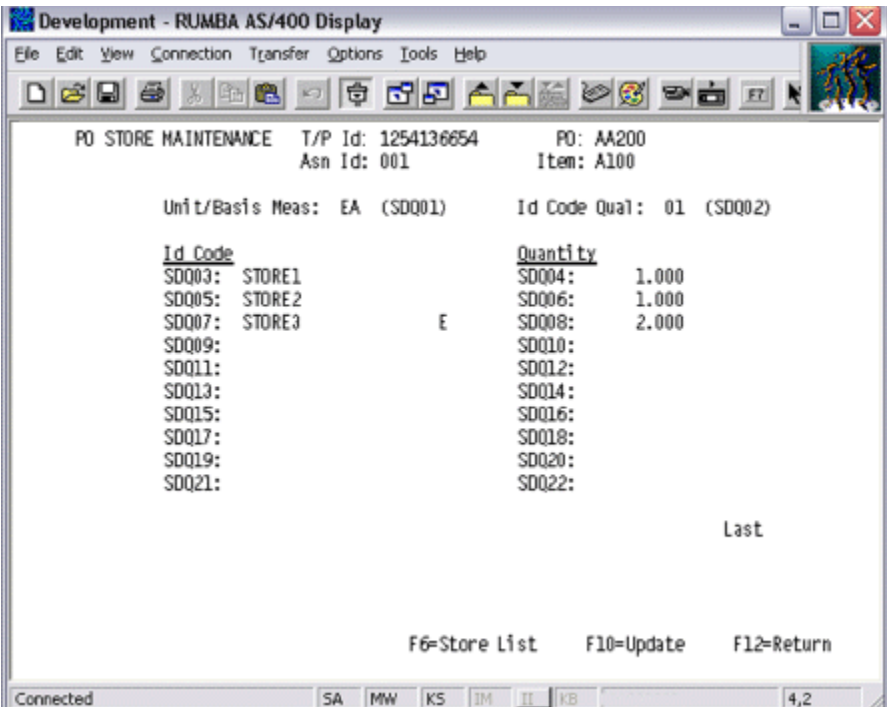 Development - RUMBA AS/400 Display
File Edit View Connection Transfer Options Tools Help
F7
PO STORE MAINTENANCE T/P Id: 1254136654 PO: AA200
Asn Id: 001 Item: A100
Unit/Basis Meas: EA (SDQ01) Id Code Qual: 01 (SDQ02)
Id Code Quantity
SDQ03: STORE1 SDQ04: 1.000
SDQ05: STORE2 SDQ06: 1.000
SDQ07: STORE3 E SDQ08: 2.000
SDQ09: SDQ10:
SDQ11: SDQ12:
SDQ13: SDQ14:
SDQ15: SDQ16:
SDQ17: SDQ18:
SDQ19: SDQ20:
SDQ21: SDQ22:
Last
F6=Store List F10=Update F12=Return
Connected SA MW KS IM II KB 4,2